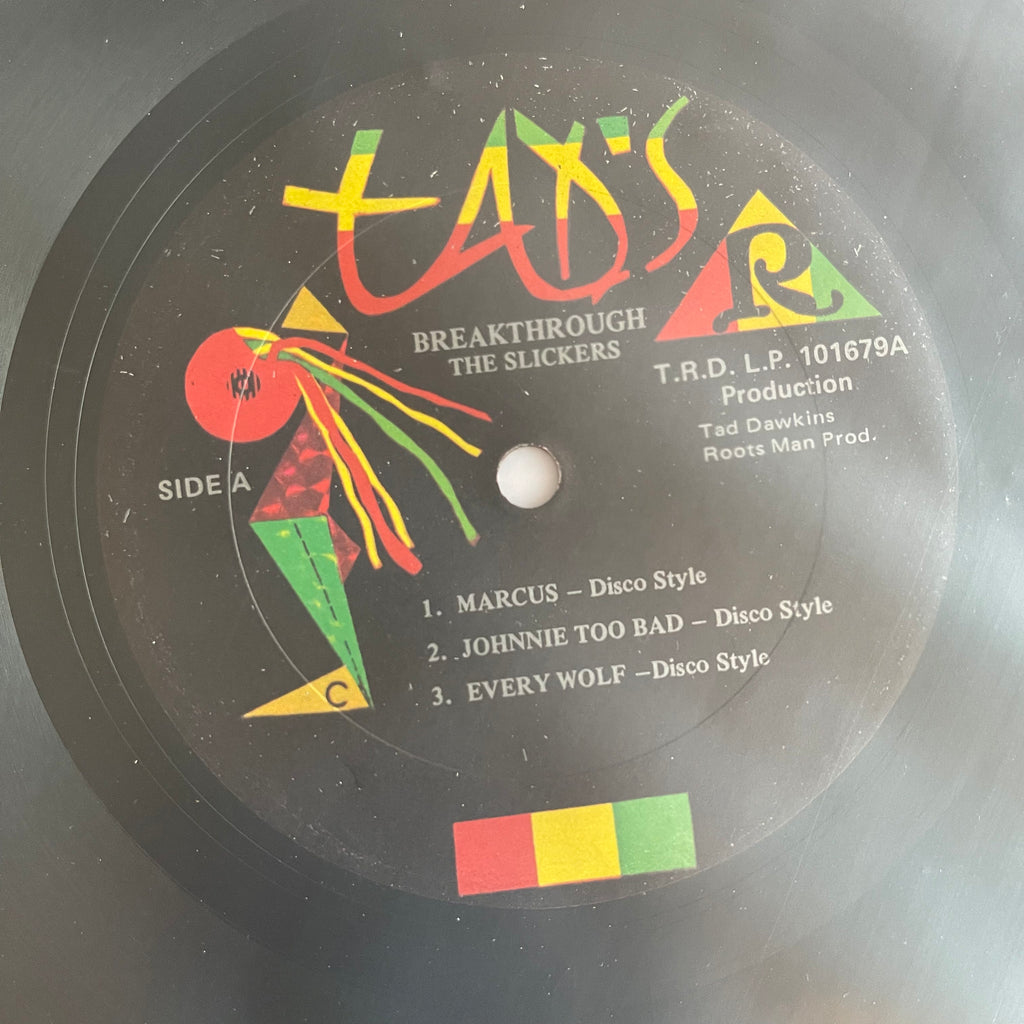 tAD'S
R
BREAKTHROUGH
THE SLICKERS
T.R.D. L.P. 101679A
Production
Tad Dawkins
Roots Man Prod.
SIDE A
1. MARCUS – Disco Style
2. JOHNNIE TOO BAD – Disco Style
3. EVERY WOLF –Disco Style
C